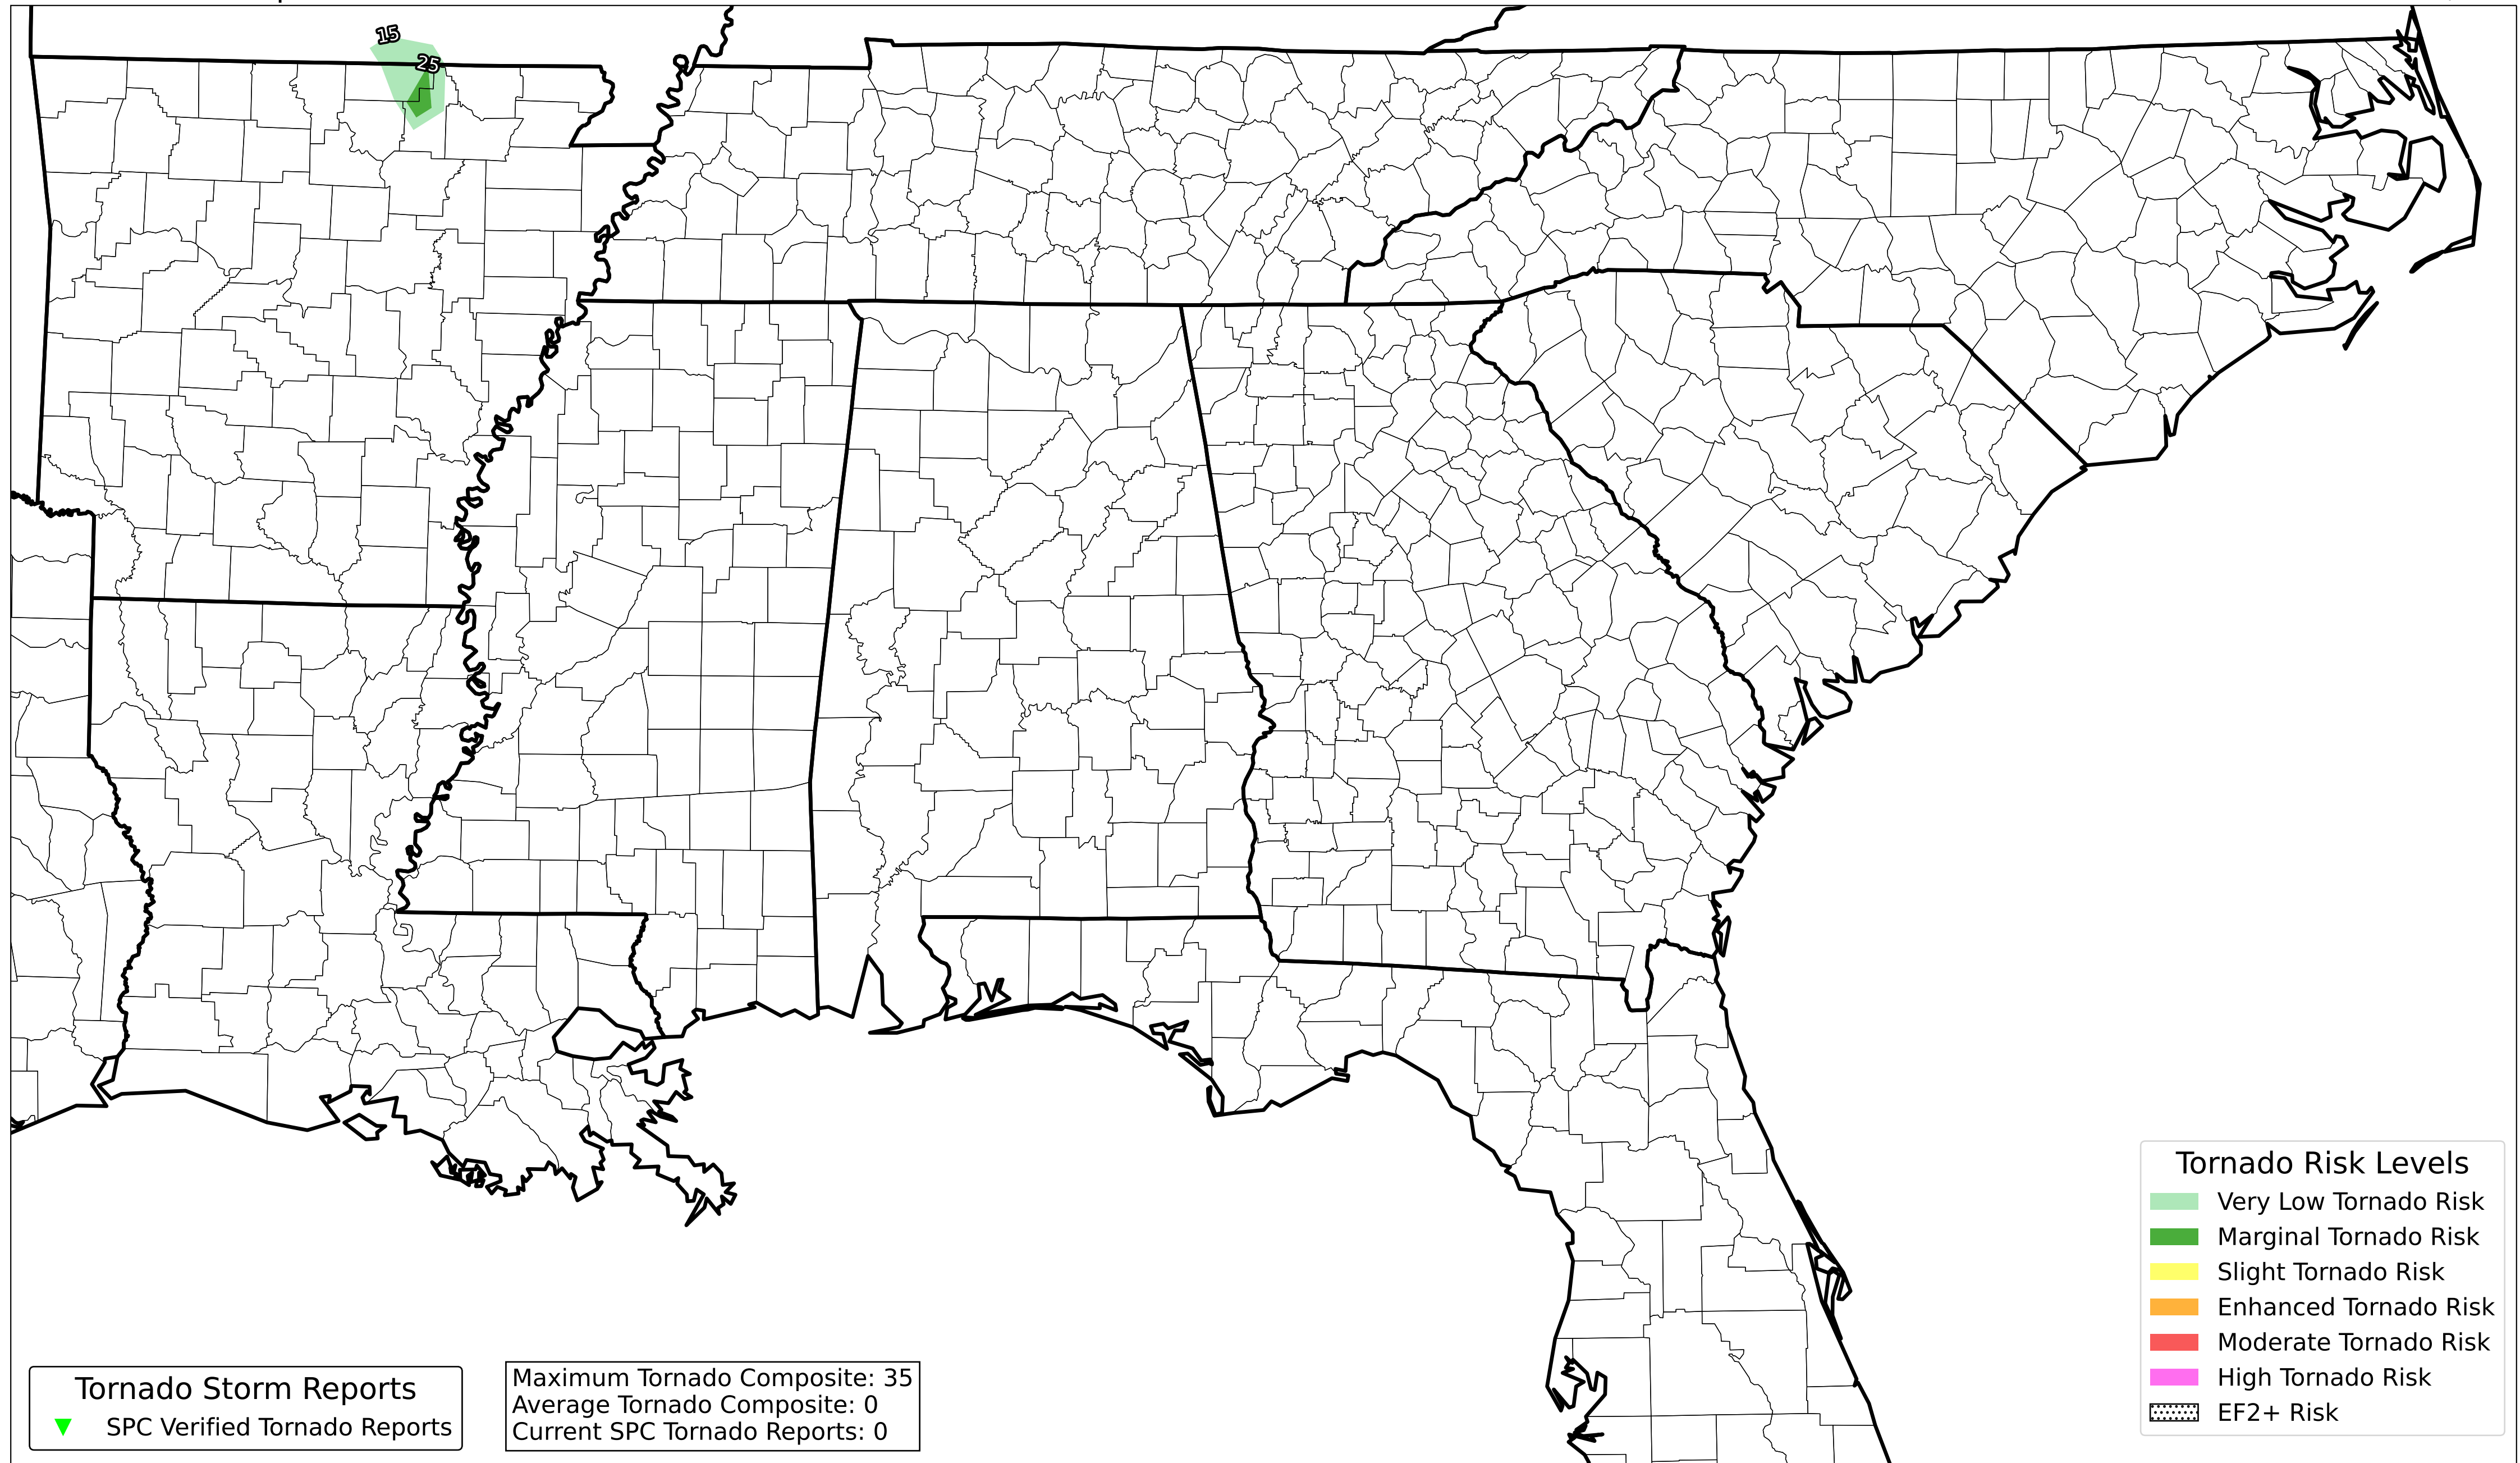 15
25
Tornado Risk Levels
Very Low Tornado Risk
Marginal Tornado Risk
Slight Tornado Risk
Enhanced Tornado Risk
Moderate Tornado Risk
High Tornado Risk
EF2+ Risk
Tornado Storm Reports
SPC Verified Tornado Reports
Maximum Tornado Composite: 35
Average Tornado Composite: 0
Current SPC Tornado Reports: 0